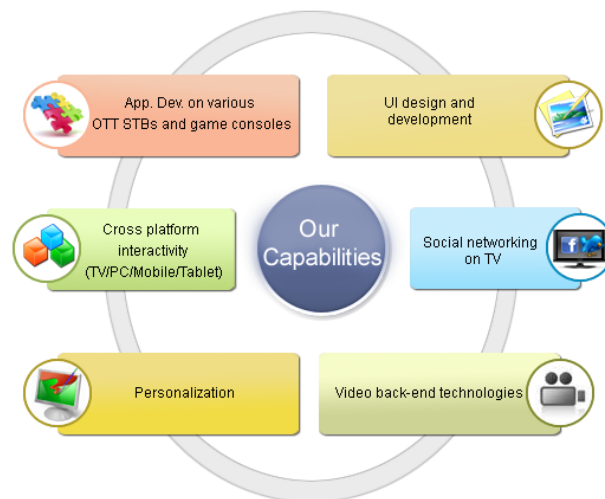 App. Dev. on various
OTT STBs and game consoles
UI design and
development
Our
Capabilities
Cross platform
interactivity
(TV/PC/Mobile/Tablet)
Social networking
on TV
Personalization
Video back-end technologies